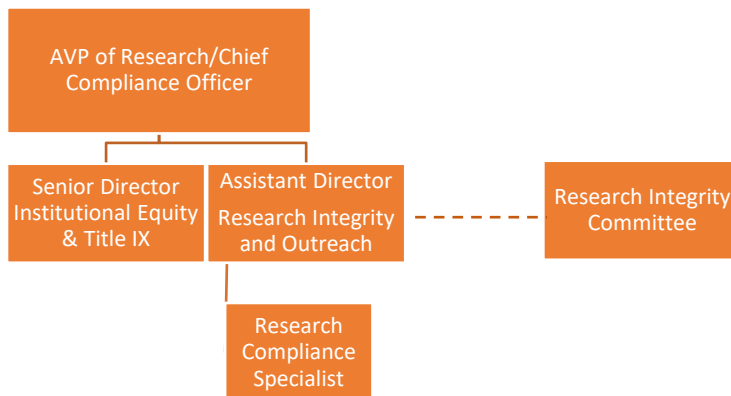 AVP of Research/Chief
Compliance Officer
Senior Director
Institutional Equity
& Title IX
Assistant Director
Research Integrity
and Outreach
Research Integrity
Committee
Research
Compliance
Specialist